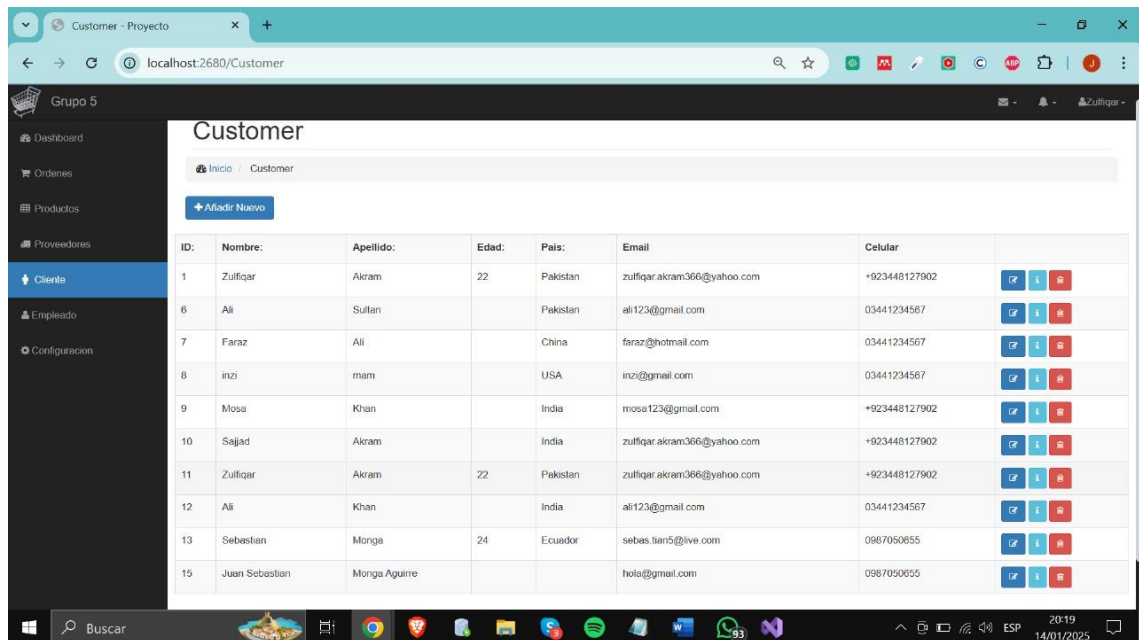 Customer - Proyecto
localhost:2680/Customer
ABP
J
Grupo 5
Zulfiqar
Dashboard
Ordenes
Productos
Proveedores
Cliente
Empleado
Configuracion
Customer
Inicio / Customer
+ Añadir Nuevo
ID: Nombre: Apellido: Edad: Pais: Email Celular
1 Zulfiqar Akram 22 Pakistan zulfiqar.akram366@yahoo.com +923448127902
6 Ali Sultan Pakistan ali123@gmail.com 03441234567
7 Faraz Ali China faraz@hotmail.com 03441234567
8 inzi mam USA inzi@gmail.com 03441234567
9 Mosa Khan India mosa123@gmail.com +923448127902
10 Sajjad Akram India zulfiqar.akram366@yahoo.com +923448127902
11 Zulfiqar Akram 22 Pakistan zulfiqar.akram366@yahoo.com +923448127902
12 Ali Khan India ali123@gmail.com 03441234567
13 Sebastian Monga 24 Ecuador sebas.tian5@live.com 0987050655
15 Juan Sebastian Monga Aguirre hola@gmail.com 0987050655
Buscar
93
ESP
20:19
14/01/2025